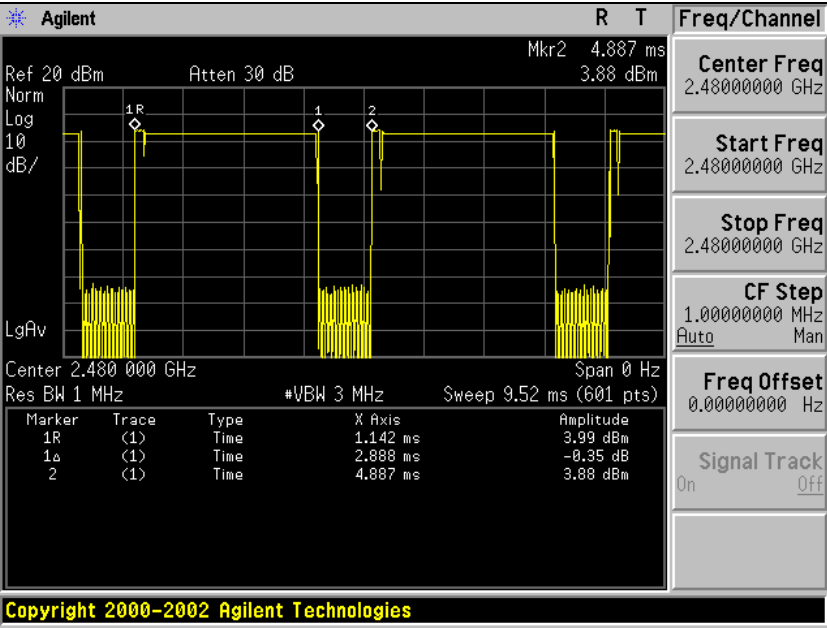 Agilent R T
Freq/Channel
Mkr2 4.887 ms
Ref 20 dBm Atten 30 dB 3.88 dBm
Norm
Log
10
dB/
1R
1
2
LgAv
Center 2.480 000 GHz Span 0 Hz
Res BW 1 MHz #VBW 3 MHz Sweep 9.52 ms (601 pts)
Marker Trace Type X Axis Amplitude
1R (1) Time 1.142 ms 3.99 dBm
1Δ (1) Time 2.888 ms -0.35 dB
2 (1) Time 4.887 ms 3.88 dBm
Center Freq
2.48000000 GHz
Start Freq
2.48000000 GHz
Stop Freq
2.48000000 GHz
CF Step
1.00000000 MHz
Auto Man
Freq Offset
0.00000000 Hz
Signal Track
On Off
Copyright 2000-2002 Agilent Technologies